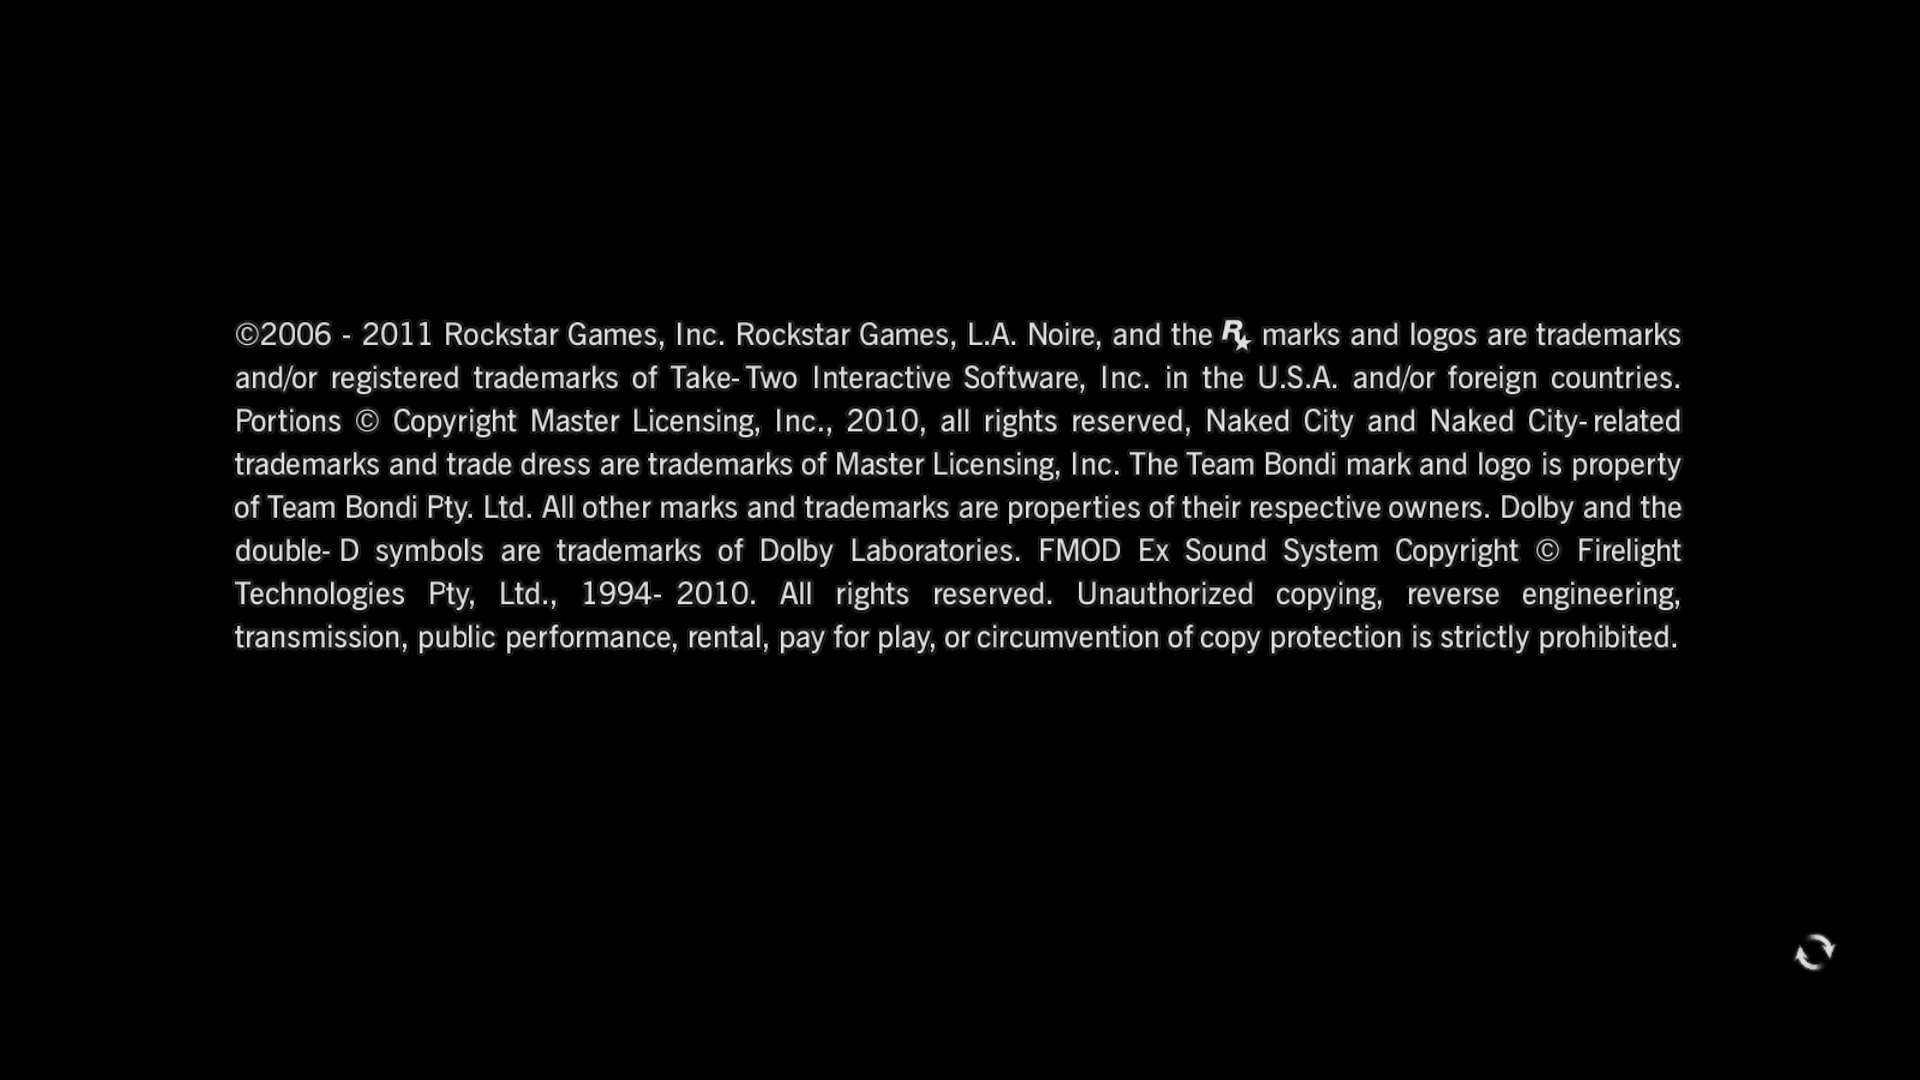 ©2006 - 2011 Rockstar Games, Inc. Rockstar Games, L.A. Noire, and the R★ marks and logos are trademarks
and/or registered trademarks of Take-Two Interactive Software, Inc. in the U.S.A. and/or foreign countries.
Portions © Copyright Master Licensing, Inc., 2010, all rights reserved, Naked City and Naked City-related
trademarks and trade dress are trademarks of Master Licensing, Inc. The Team Bondi mark and logo is property
of Team Bondi Pty. Ltd. All other marks and trademarks are properties of their respective owners. Dolby and the
double- D symbols are trademarks of Dolby Laboratories. FMOD Ex Sound System Copyright © Firelight
Technologies Pty, Ltd., 1994- 2010. All rights reserved. Unauthorized copying, reverse engineering,
transmission, public performance, rental, pay for play, or circumvention of copy protection is strictly prohibited.